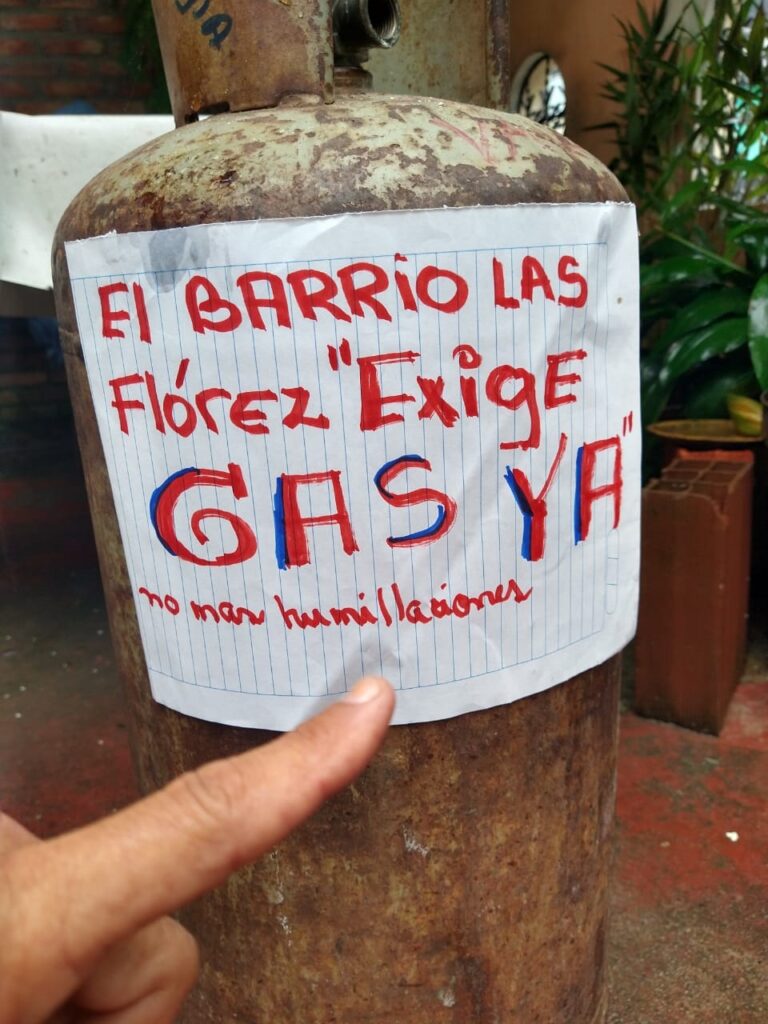 El BARRiO LAS
Flórez "ExigE
GAS YA"
no mas humillaciones